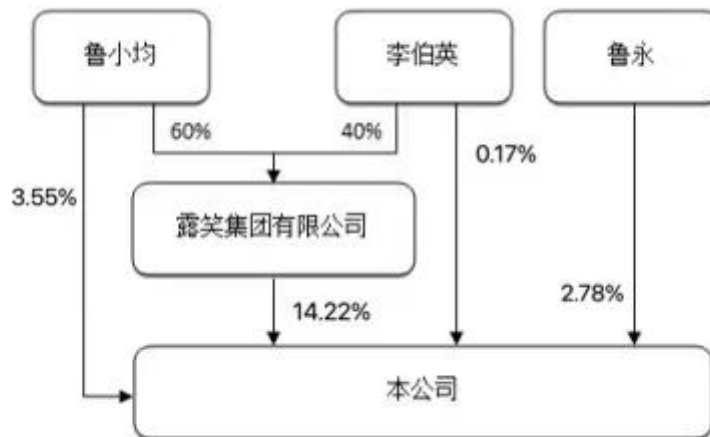 鲁小均
李伯英
鲁永
60%
40%
0.17%
3.55%
露笑集团有限公司
14.22%
2.78%
本公司